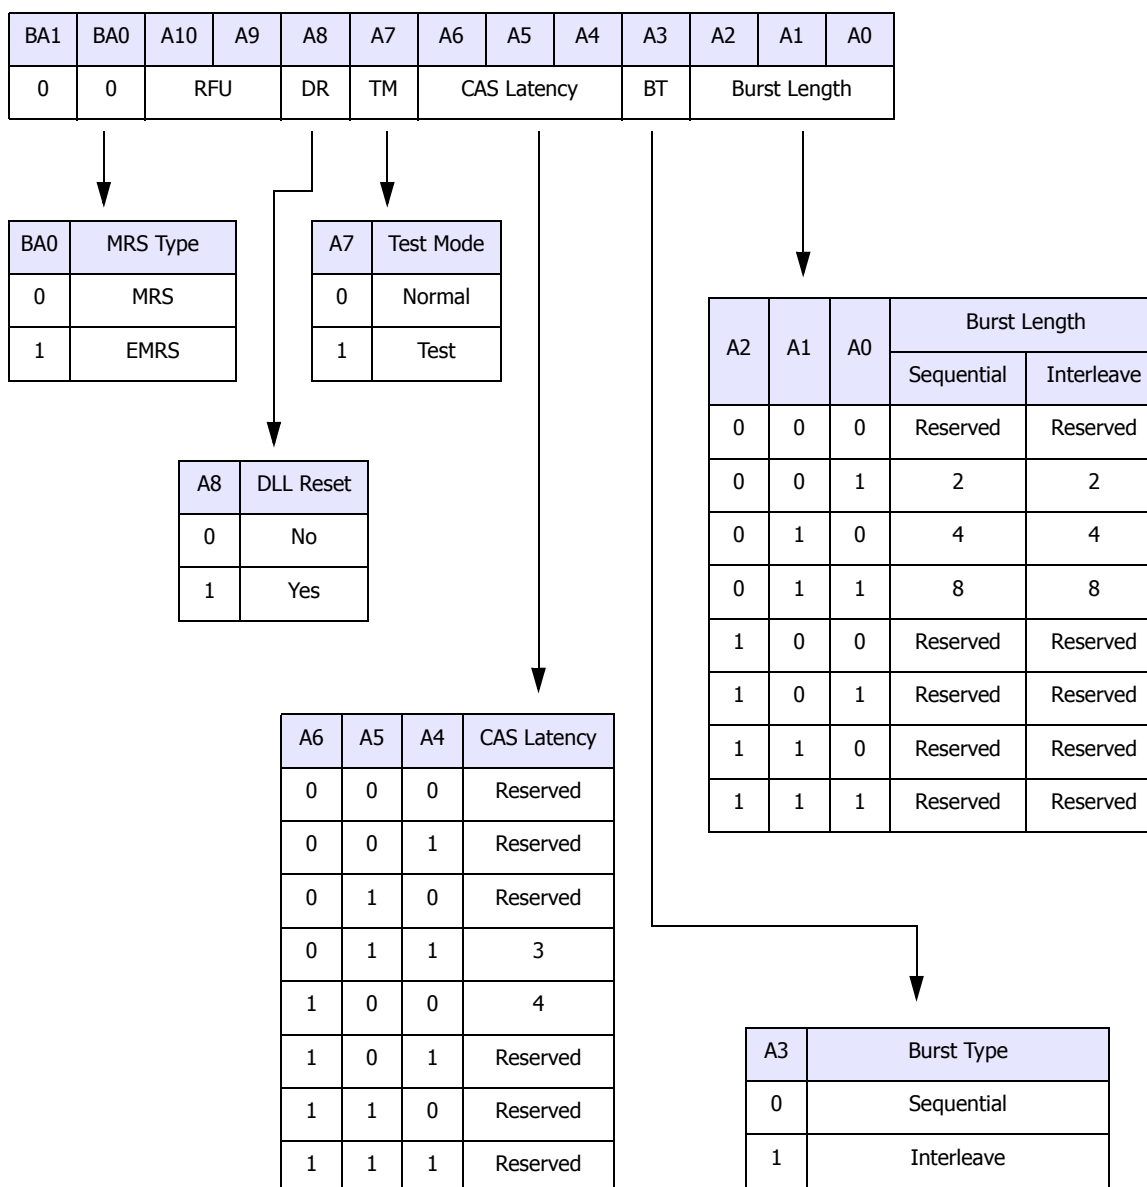 BA1 BA0 A10 A9 A8 A7 A6 A5 A4 A3 A2 A1 A0
0 0 RFU DR TM CAS Latency BT Burst Length
BA0 MRS Type
0 MRS
1 EMRS
A7 Test Mode
0 Normal
1 Test
A8 DLL Reset
0 No
1 Yes
A2 A1 A0 Burst Length
Sequential Interleave
0 0 0 Reserved Reserved
0 0 1 2 2
0 1 0 4 4
0 1 1 8 8
1 0 0 Reserved Reserved
1 0 1 Reserved Reserved
1 1 0 Reserved Reserved
1 1 1 Reserved Reserved
A6 A5 A4 CAS Latency
0 0 0 Reserved
0 0 1 Reserved
0 1 0 Reserved
0 1 1 3
1 0 0 4
1 0 1 Reserved
1 1 0 Reserved
1 1 1 Reserved
A3 Burst Type
0 Sequential
1 Interleave